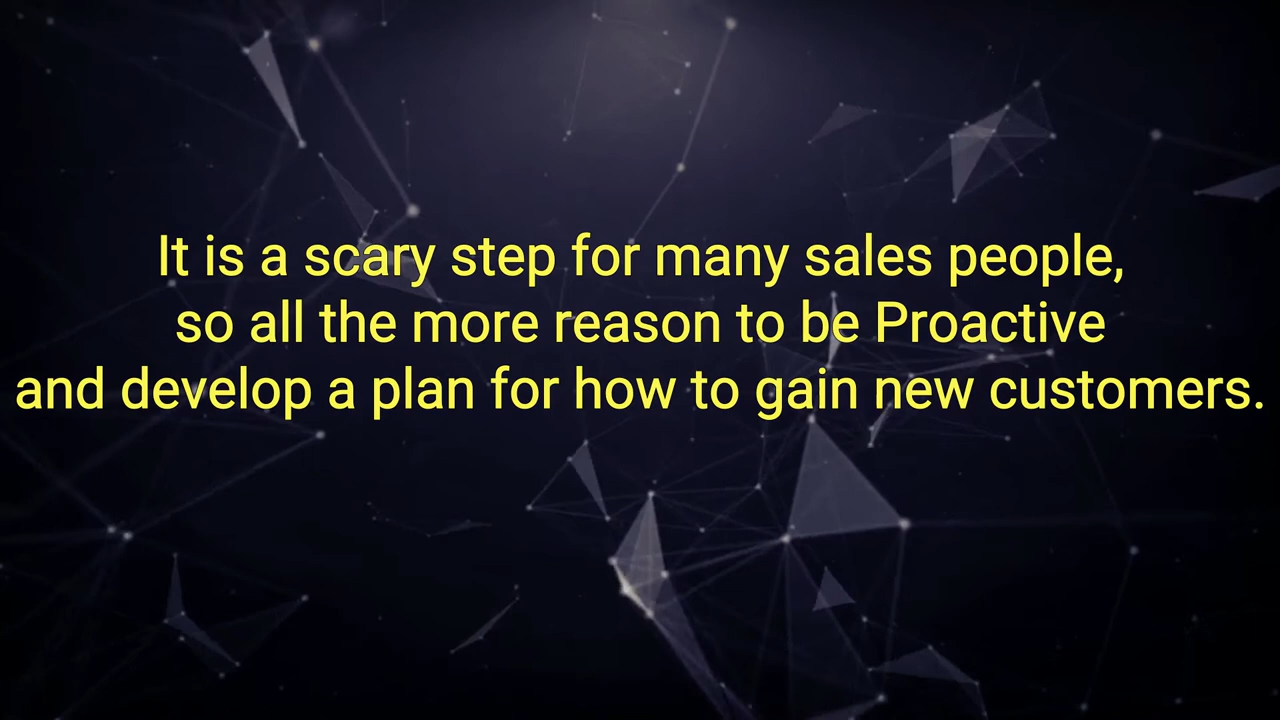 It is a scary step for many sales people,
so all the more reason to be Proactive
and develop a plan for how to gain new customers.